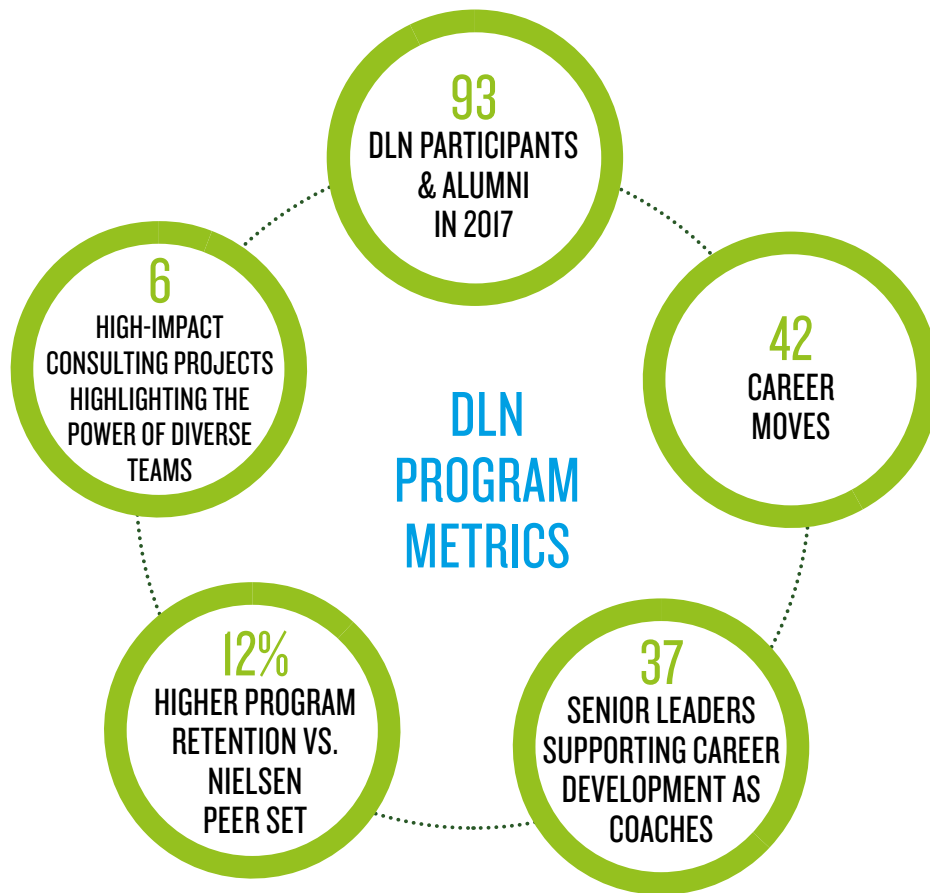 93
DLN PARTICIPANTS
& ALUMNI
IN 2017
6
HIGH-IMPACT
CONSULTING PROJECTS
HIGHLIGHTING THE
POWER OF DIVERSE
TEAMS
42
CAREER
MOVES
DLN
PROGRAM
METRICS
12%
HIGHER PROGRAM
RETENTION VS.
NIELSEN
PEER SET
37
SENIOR LEADERS
SUPPORTING CAREER
DEVELOPMENT AS
COACHES